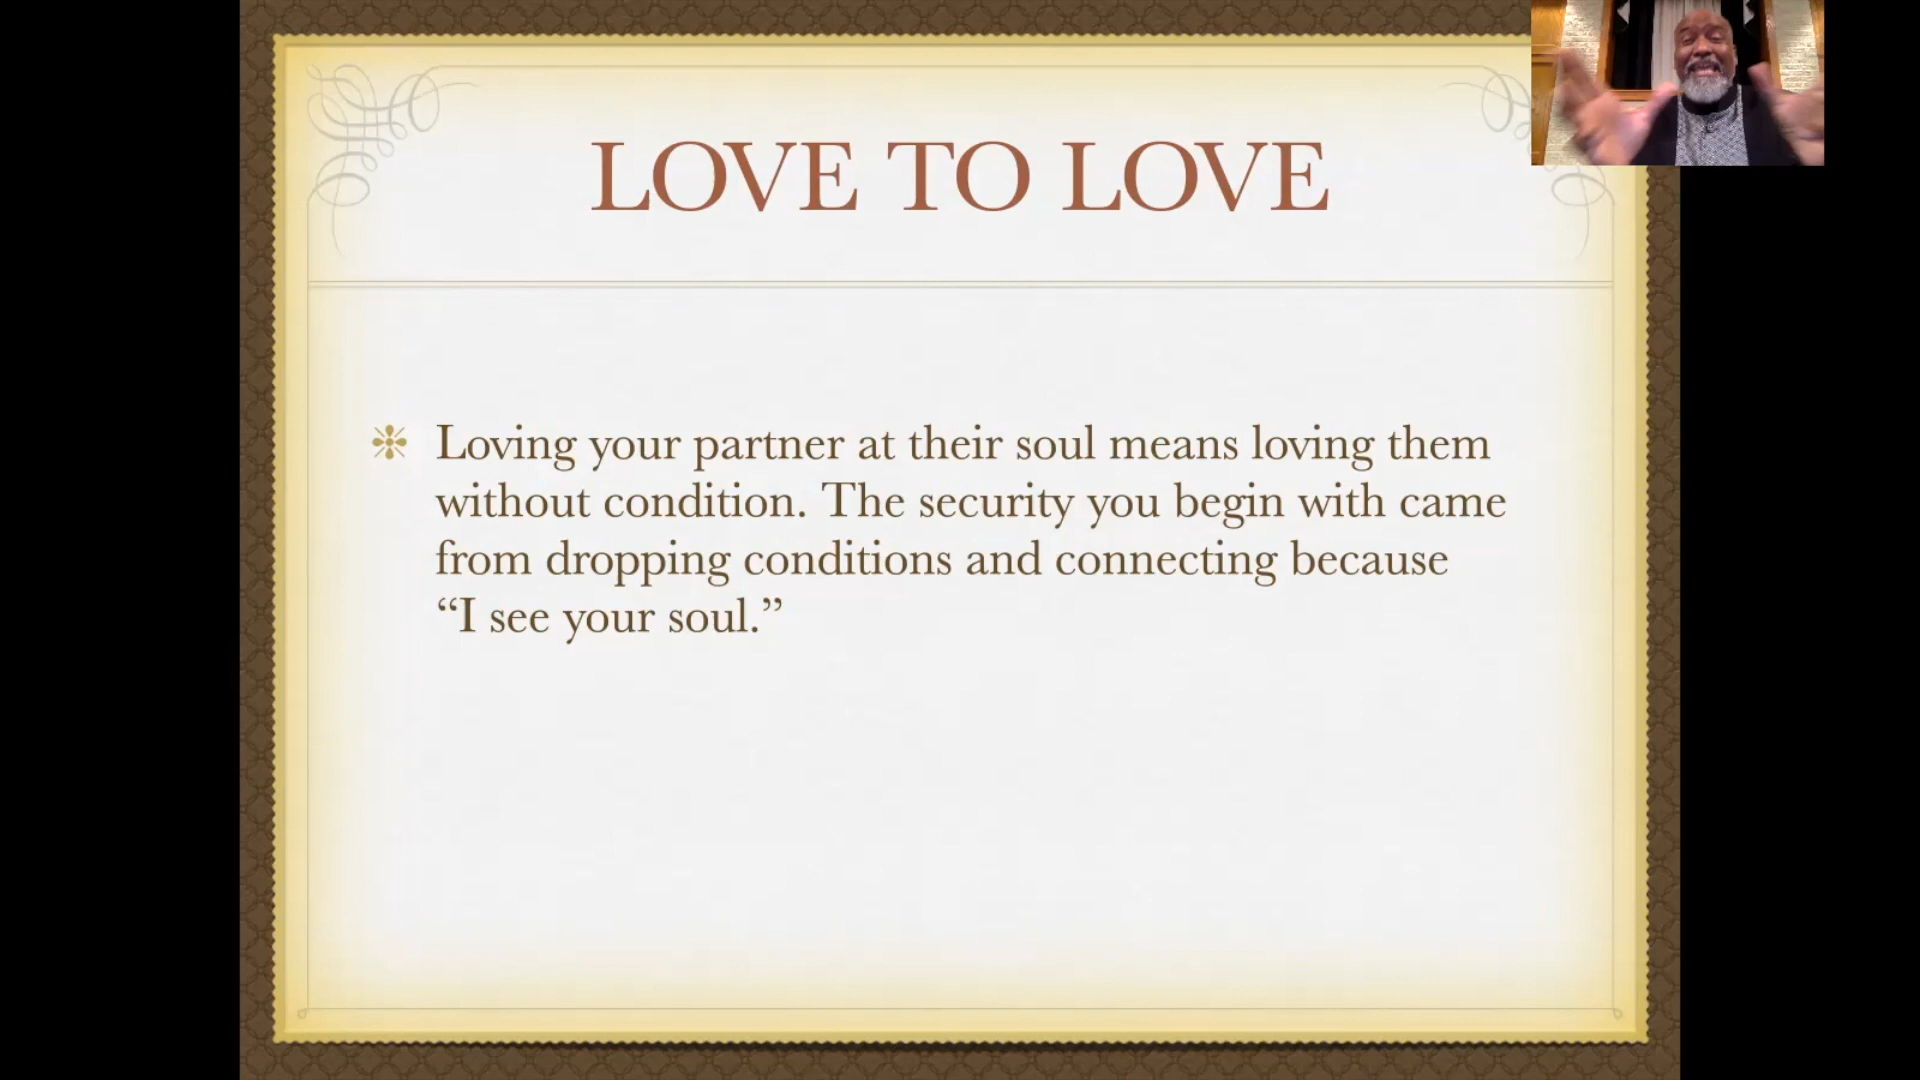 LOVE TO LOVE
Loving your partner at their soul means loving them
without condition. The security you begin with came
from dropping conditions and connecting because
“I see your soul.”